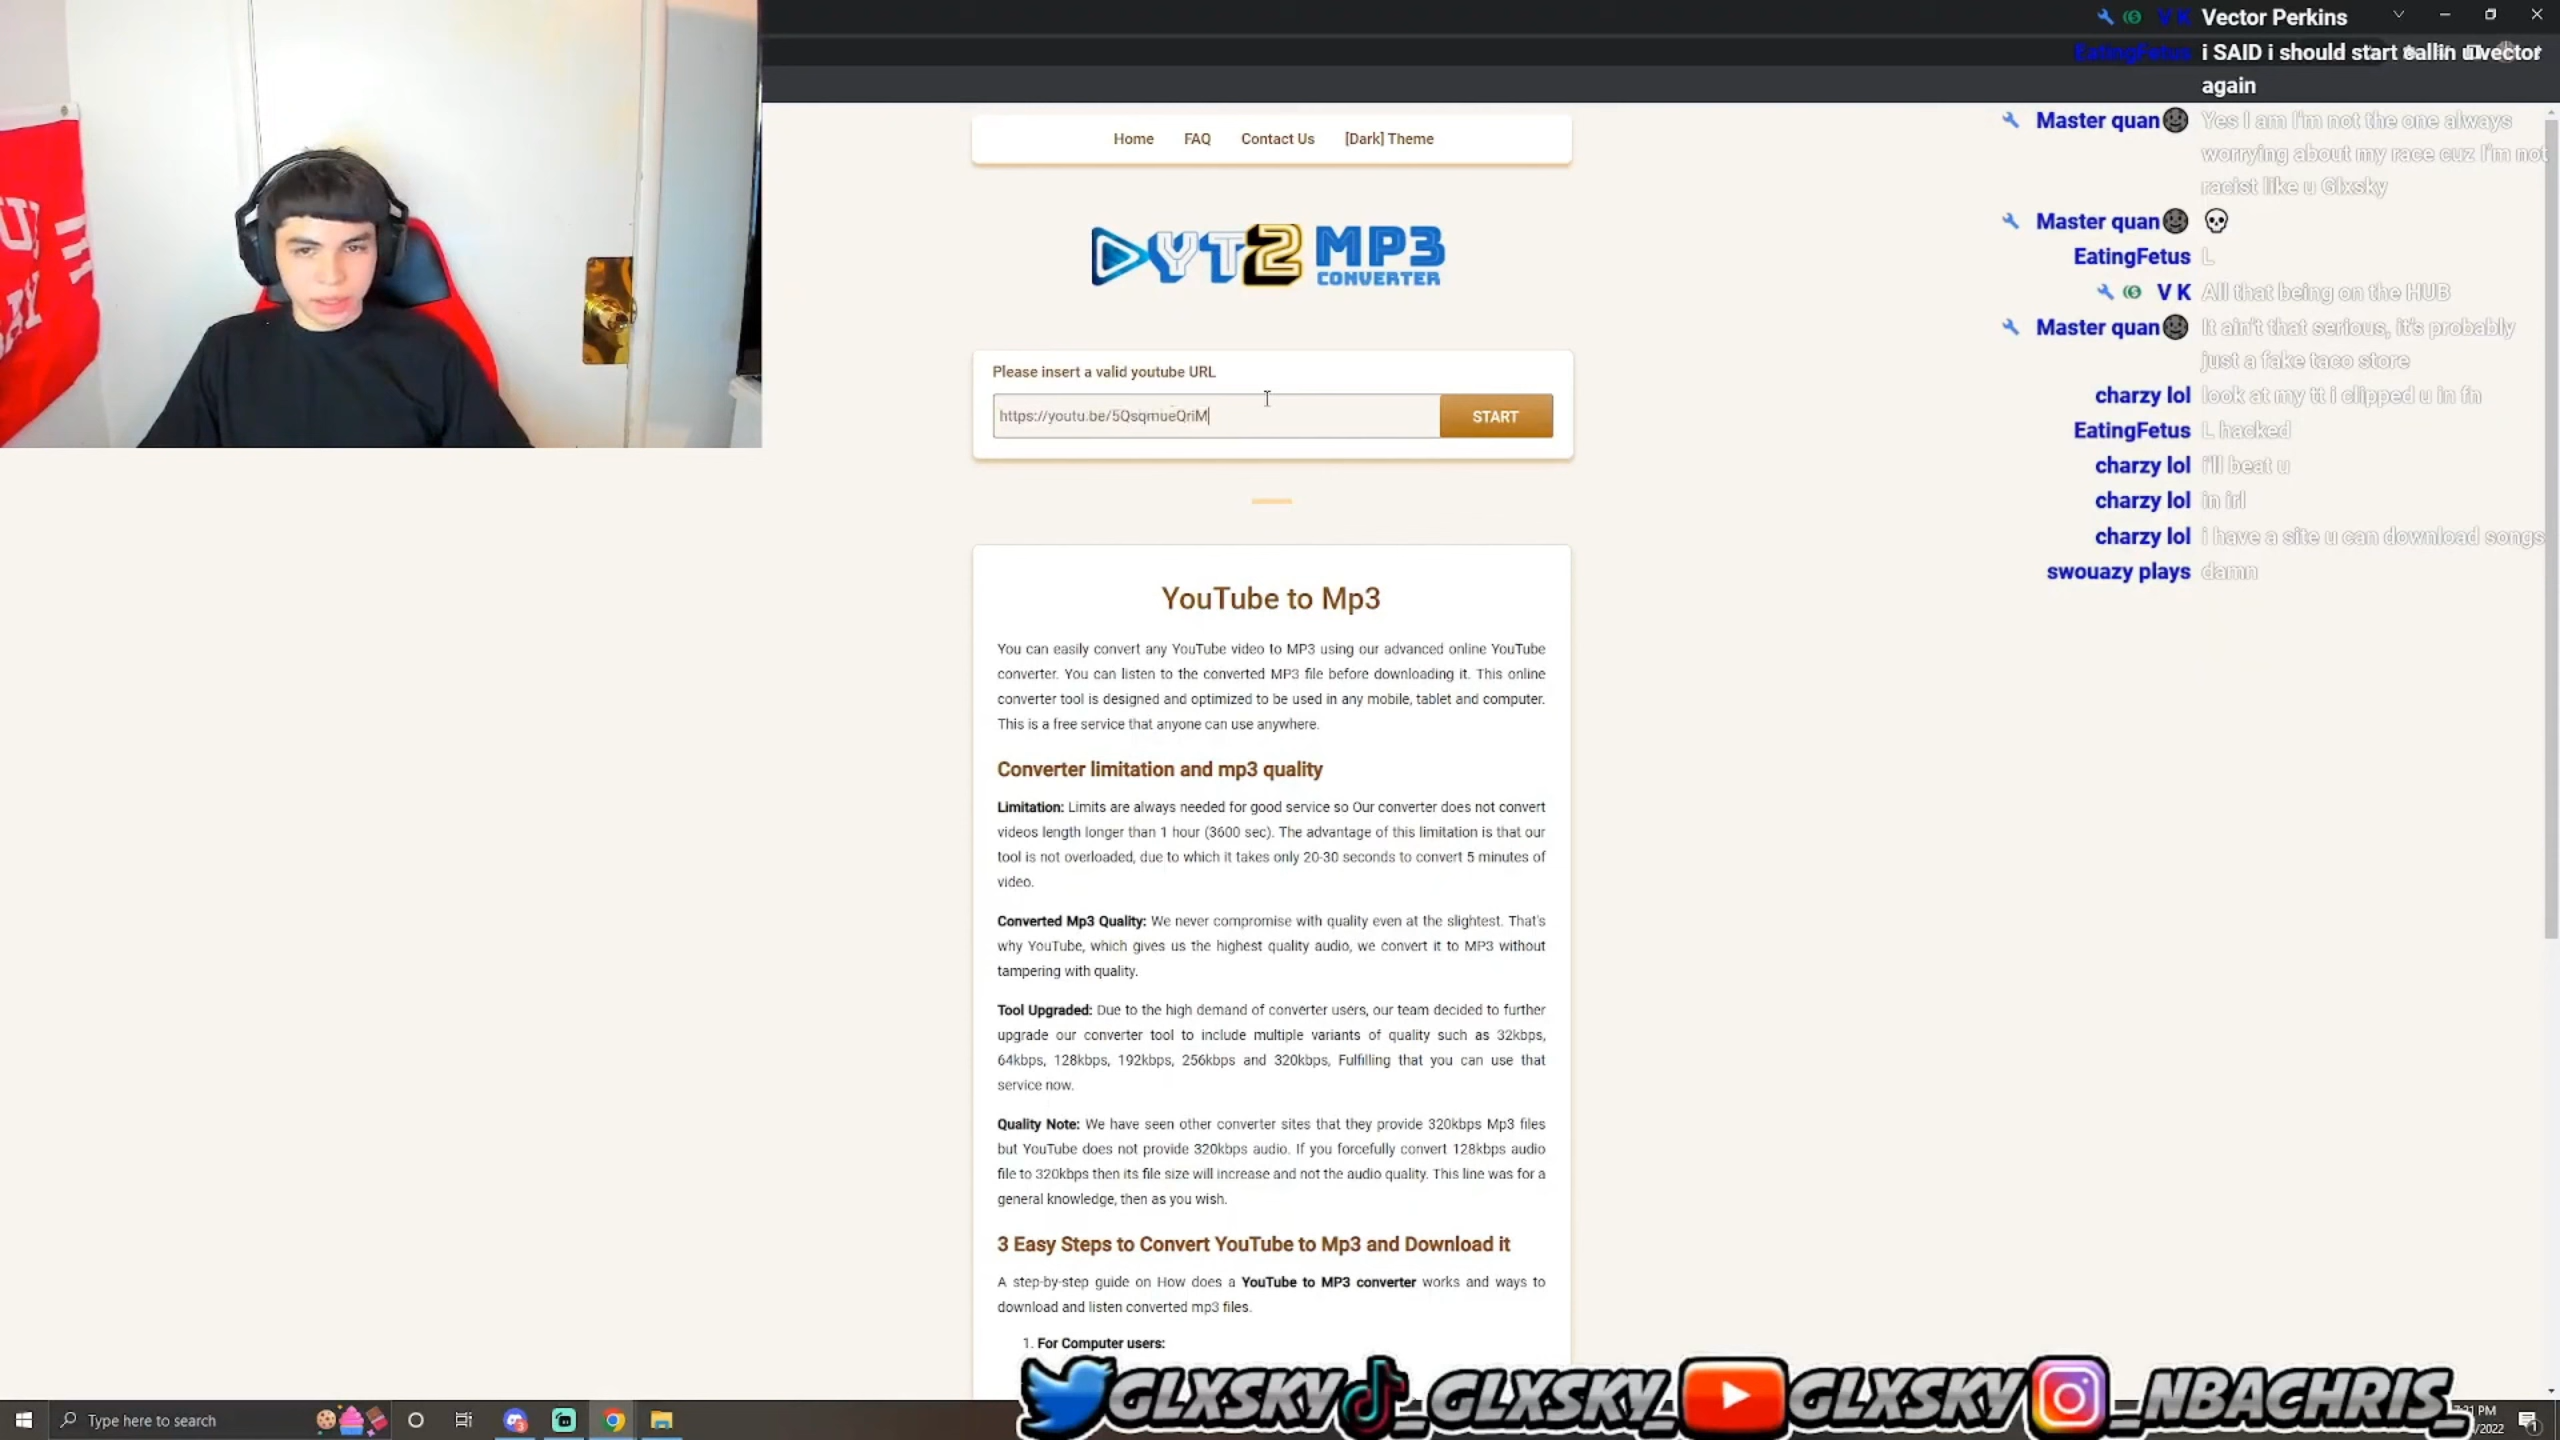 V K Vector Perkins
EatingFetus i SAID i should start callin u vector
again
Master quan Yes I am I'm not the one always
worrying about my race cuz I'm not
racist like u Glxsky
Master quan 💀
EatingFetus L
V K All that being on the HUB
Master quan It ain't that serious, it's probably
just a fake taco store
charzy lol look at my tt i clipped u in fn
EatingFetus L hacked
charzy lol i'll beat u
charzy lol in irl
charzy lol i have a site u can download songs
swouazy plays damn
Home FAQ Contact Us [Dark] Theme
YT2 MP3
CONVERTER
Please insert a valid youtube URL
https://youtu.be/5QsqmueQriM
START
YouTube to Mp3
You can easily convert any YouTube video to MP3 using our advanced online YouTube
converter. You can listen to the converted MP3 file before downloading it. This online
converter tool is designed and optimized to be used in any mobile, tablet and computer.
This is a free service that anyone can use anywhere.
Converter limitation and mp3 quality
Limitation: Limits are always needed for good service so Our converter does not convert
videos length longer than 1 hour (3600 sec). The advantage of this limitation is that our
tool is not overloaded, due to which it takes only 20-30 seconds to convert 5 minutes of
video.
Converted Mp3 Quality: We never compromise with quality even at the slightest. That's
why YouTube, which gives us the highest quality audio, we convert it to MP3 without
tampering with quality.
Tool Upgraded: Due to the high demand of converter users, our team decided to further
upgrade our converter tool to include multiple variants of quality such as 32kbps,
64kbps, 128kbps, 192kbps, 256kbps and 320kbps, Fulfilling that you can use that
service now.
Quality Note: We have seen other converter sites that they provide 320kbps Mp3 files
but YouTube does not provide 320kbps audio. If you forcefully convert 128kbps audio
file to 320kbps then its file size will increase and not the audio quality. This line was for a
general knowledge, then as you wish.
3 Easy Steps to Convert YouTube to Mp3 and Download it
A step-by-step guide on How does a YouTube to MP3 converter works and ways to
download and listen converted mp3 files.
1. For Computer users:
GLXSKY _GLXSKY_ GLXSKY _NBACHRIS_
Type here to search